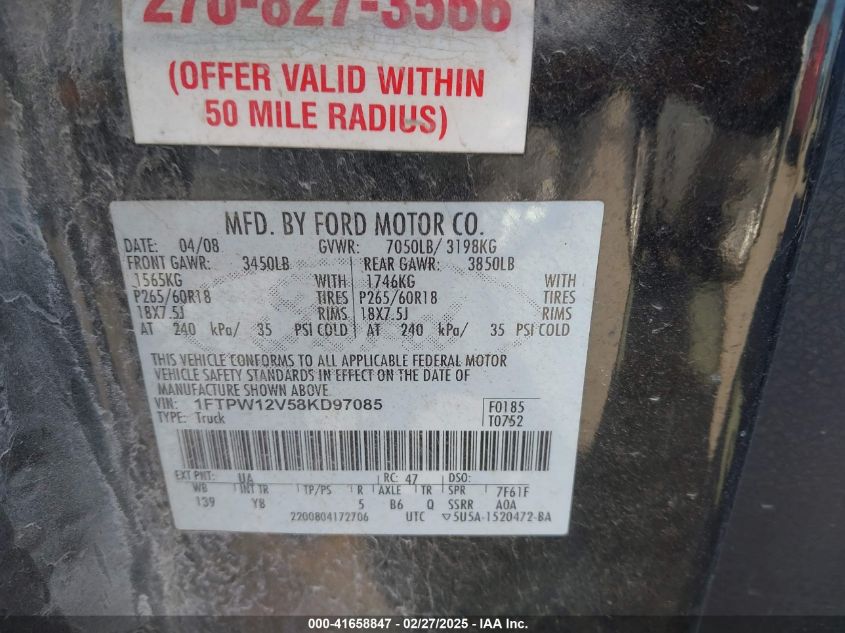 270-827-3566
(OFFER VALID WITHIN
50 MILE RADIUS)
MFD. BY FORD MOTOR CO.
DATE: 04/08 GVWR: 7050LB/ 3198KG
FRONT GAWR: 3450LB REAR GAWR: 3850LB
1565KG WITH 1746KG WITH
P265/60R18 TIRES P265/60R18 TIRES
18X7.5J RIMS 18X7.5J RIMS
AT 240 kPa/ 35 PSI COLD AT 240 kPa/ 35 PSI COLD
THIS VEHICLE CONFORMS TO ALL APPLICABLE FEDERAL MOTOR
VEHICLE SAFETY STANDARDS IN EFFECT ON THE DATE OF
MANUFACTURE SHOWN ABOVE.
VIN: 1FTPW12V58KD97085 F0185
TYPE: Truck T0752
EXT PNT: UA RC: 47 DSO:
WB INT TR TP/PS R AXLE TR SPR 7F61F
139 YB 5 B6 Q SSRR AOA
2200804172706 UTC ▽5U5A-1520472-BA
000-41658847 - 02/27/2025 - IAA Inc.